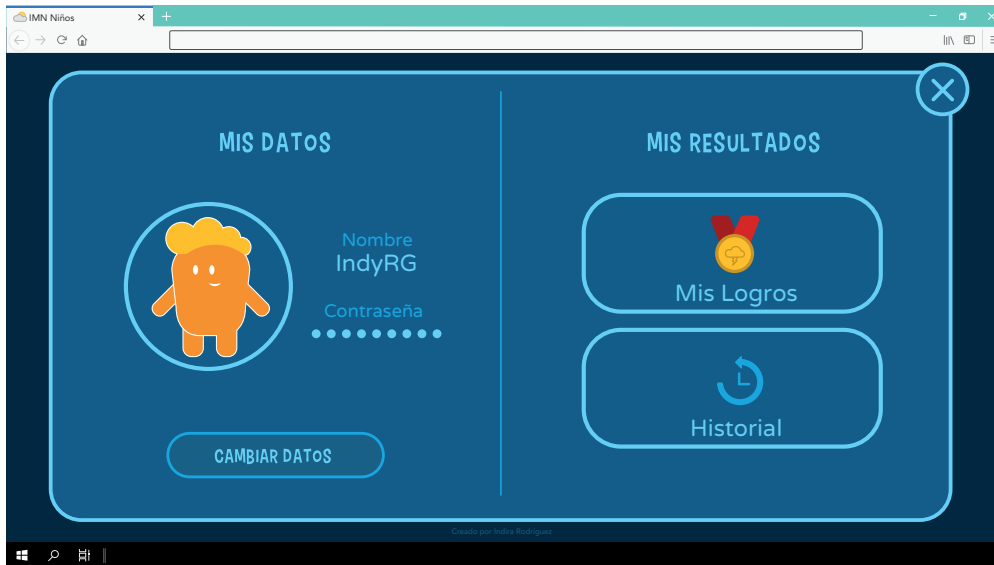 IMN Niños
MIS DATOS
Nombre
IndyRG
Contraseña
CAMBIAR DATOS
MIS RESULTADOS
Mis Logros
Historial
Creado por Indira Rodríguez